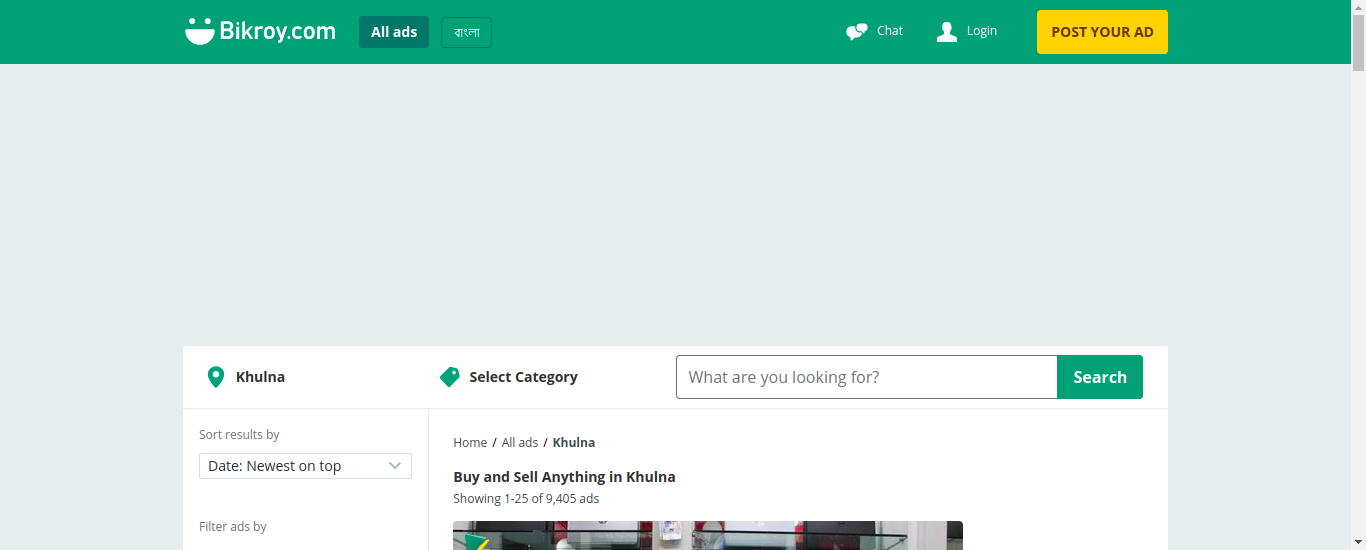 Bikroy.com
All ads
বাংলা
Chat
Login
POST YOUR AD
Khulna
Select Category
What are you looking for?
Search
Sort results by
Date: Newest on top
Filter ads by
Home / All ads / Khulna
Buy and Sell Anything in Khulna
Showing 1-25 of 9,405 ads